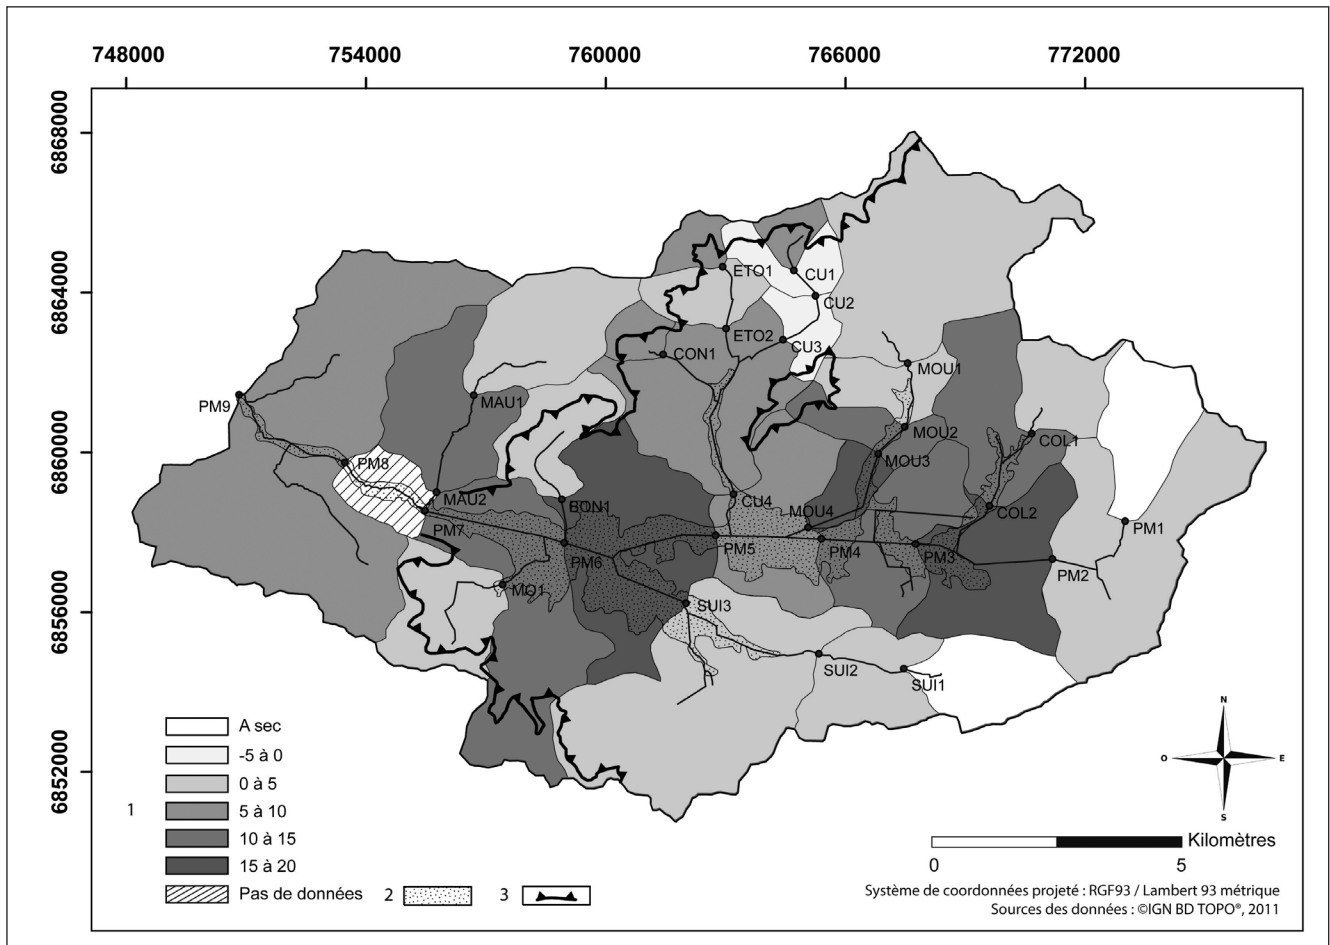 748000 754000 760000 766000 772000
6868000
6864000
6860000
6856000
6852000
ETO1
CU1
CU2
ETO2
CU3
CON1
MOU1
PM9
MAU1
MOU2
COL1
MOU3
PM8
MAU2
CU4
MOU4
COL2
PM1
PM7
PM5
PM4
PM3
PM6
PM2
MO1
SUI3
SUI2
SUI1
1
A sec
-5 à 0
0 à 5
5 à 10
10 à 15
15 à 20
Pas de données
2
3
N
O
E
S
Kilomètres
0 5
Système de coordonnées projeté : RGF93 / Lambert 93 métrique
Sources des données : ©IGN BD TOPO®, 2011